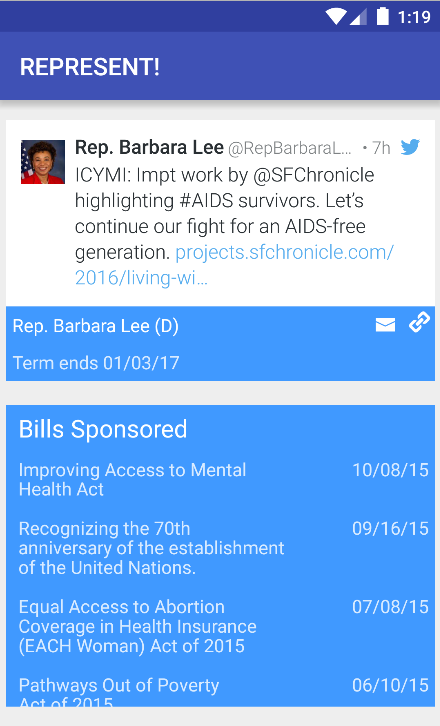 1:19
REPRESENT!
Rep. Barbara Lee @RepBarbaraL... • 7h
ICYMI: Impt work by @SFChronicle
highlighting #AIDS survivors. Let's
continue our fight for an AIDS-free
generation. projects.sfchronicle.com/
2016/living-wi...
Rep. Barbara Lee (D)
Term ends 01/03/17
Bills Sponsored
Improving Access to Mental 10/08/15
Health Act
Recognizing the 70th 09/16/15
anniversary of the establishment
of the United Nations.
Equal Access to Abortion 07/08/15
Coverage in Health Insurance
(EACH Woman) Act of 2015
Pathways Out of Poverty 06/10/15
Act of 2015